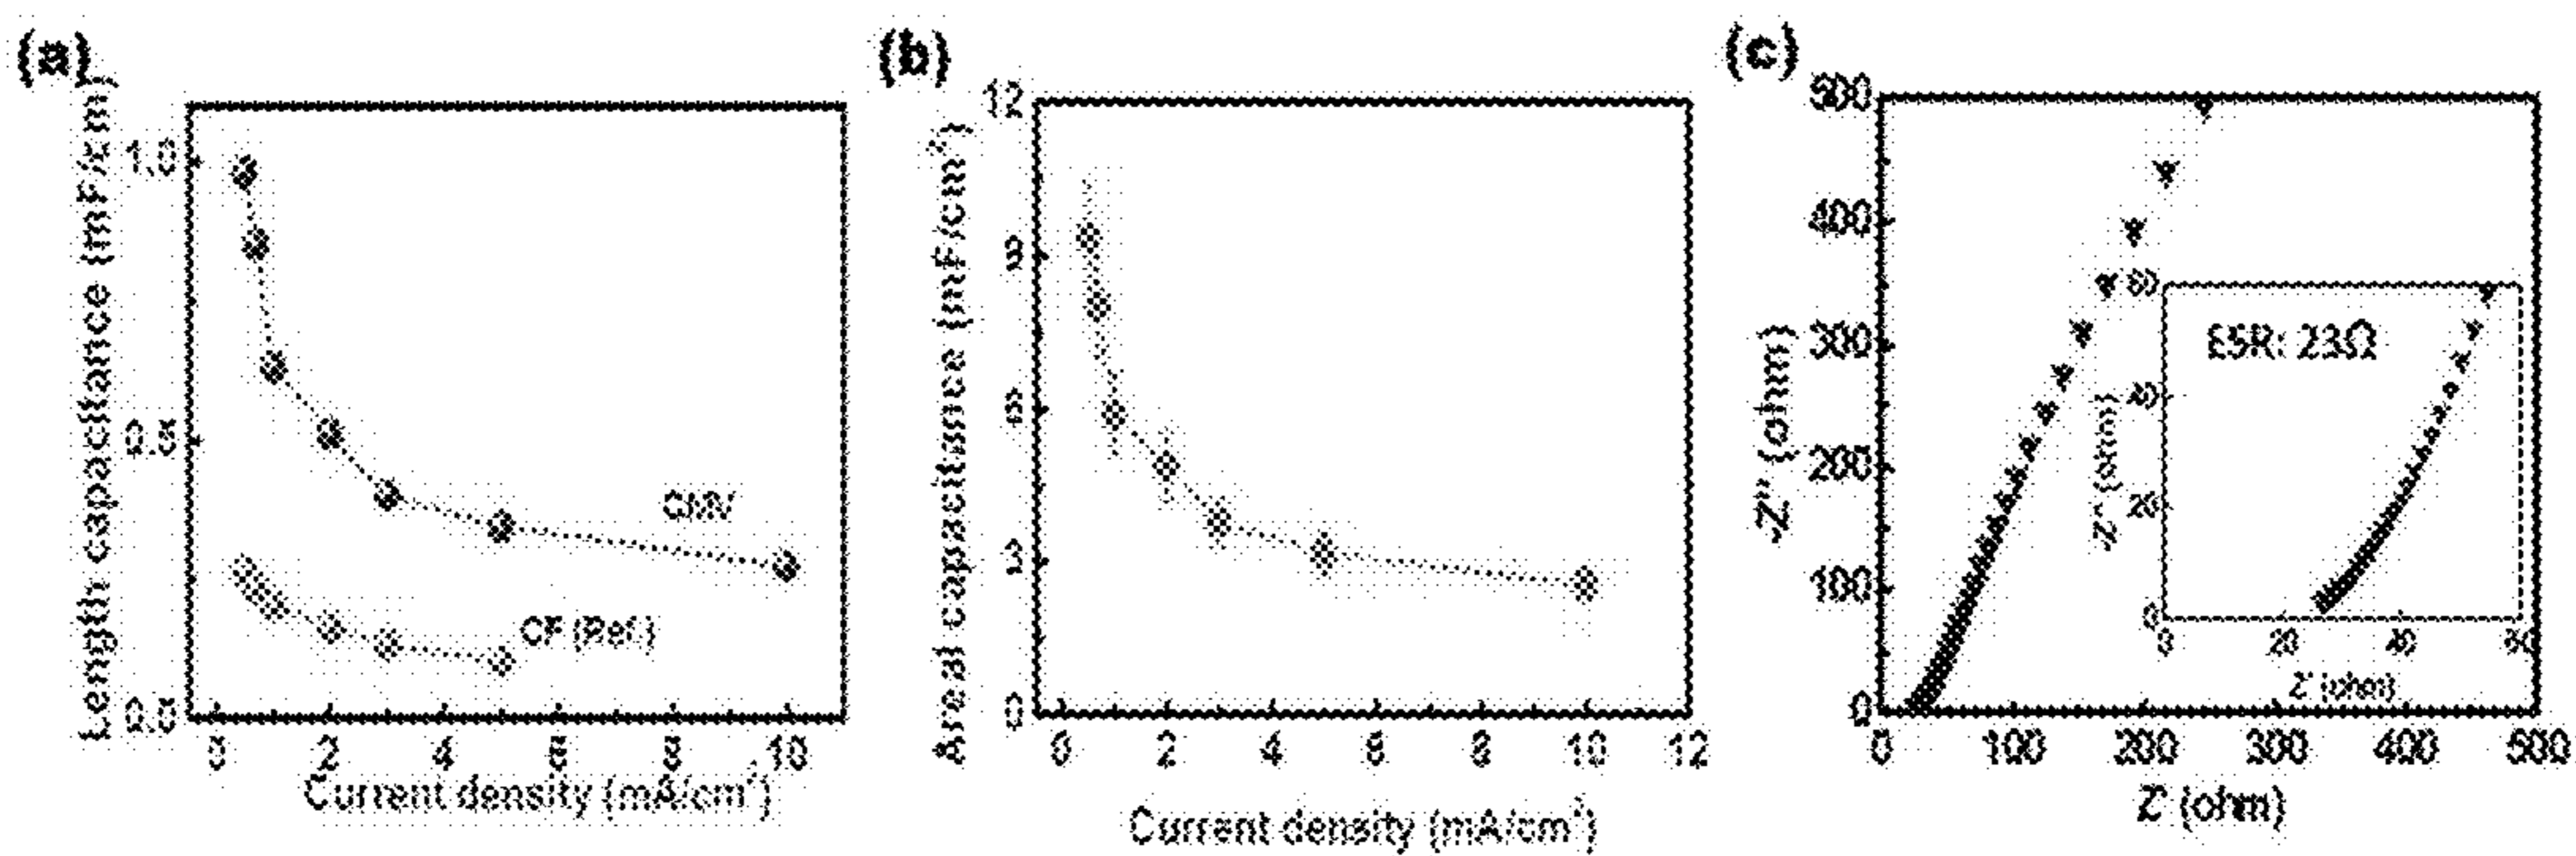 (a)
Length capacitance (mF/cm)
1.0
0.5
0.0
0 2 4 6 8 10
Current density (mA/cm²)
CF (Ref.)
(b)
Areal capacitance (mF/cm²)
12
9
6
3
0
0 2 4 6 8 10 12
Current density (mA/cm²)
(c)
-Z'' (ohm)
500
400
300
200
100
0
0 100 200 300 400 500
Z' (ohm)
ESR: 23Ω
-Z'' (ohm)
60
40
20
0
0 20 40 60
Z' (ohm)